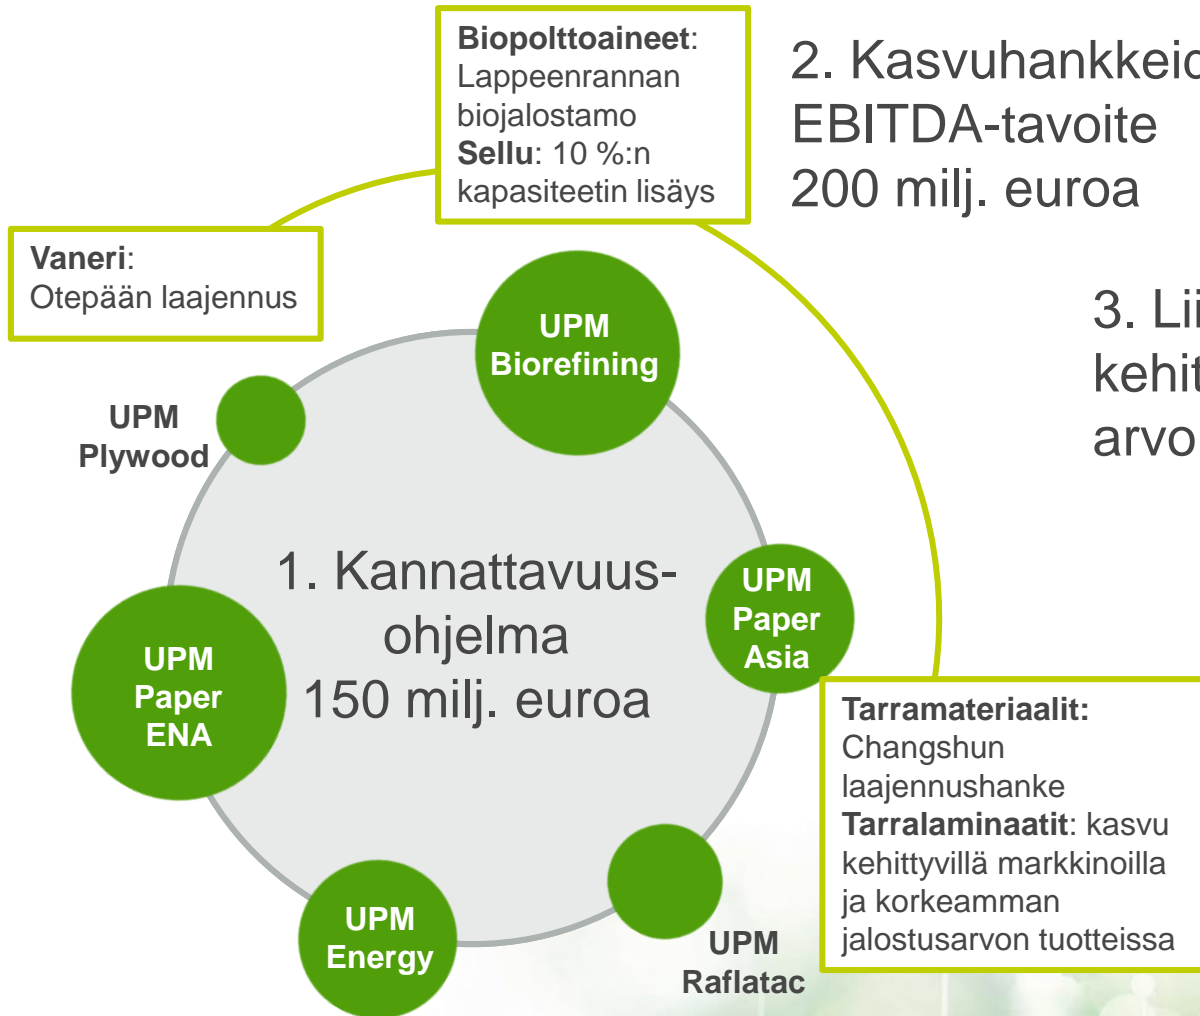 Biopolttoaineet:
Lappeenrannan
biojalostamo
Sellu: 10 %:n
kapasiteetin lisäys
2. Kasvuhankkeid
EBITDA-tavoite
200 milj. euroa
Vaneri:
Otepään laajennus
3. Lii
kehit
arvo
UPM
Biorefining
UPM
Plywood
1. Kannattavuus-
ohjelma
150 milj. euroa
UPM
Paper
Asia
UPM
Paper
ENA
Tarramateriaalit:
Changshun
laajennushanke
Tarralaminaatit: kasvu
kehittyvillä markkinoilla
ja korkeamman
jalostusarvon tuotteissa
UPM
Energy
UPM
Raflatac